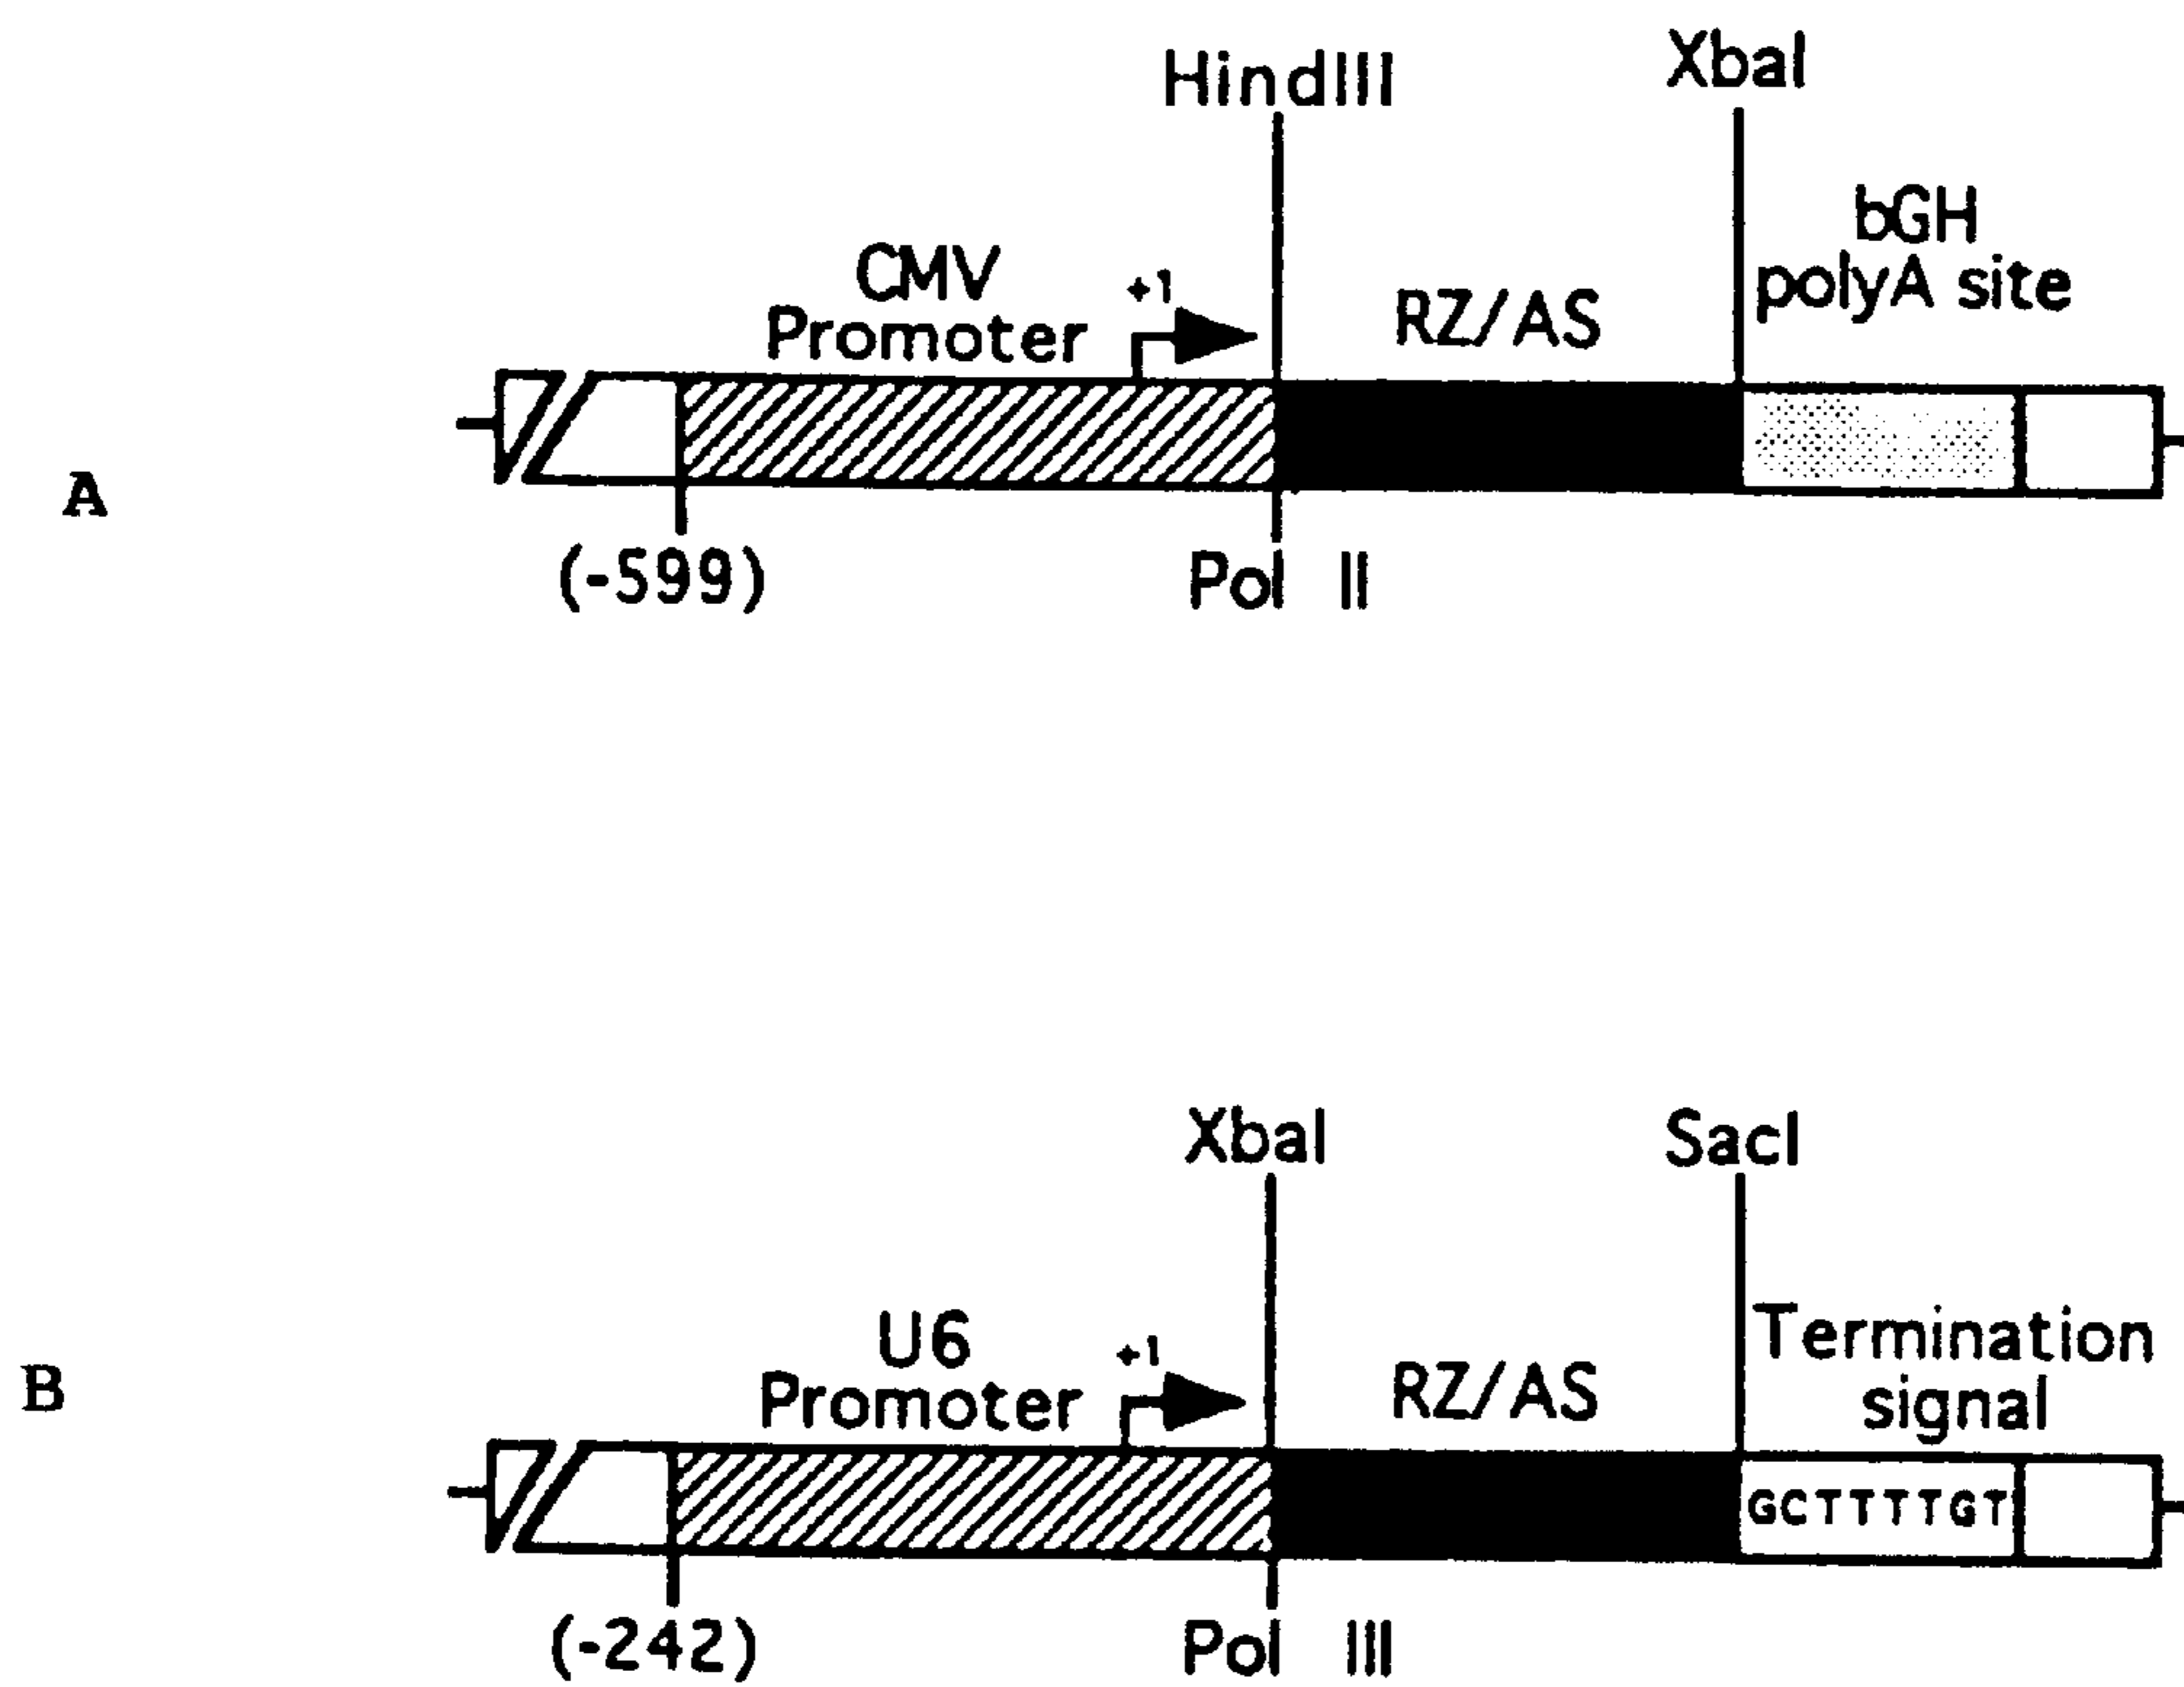 HindIII
XbaI
bGH
polyA site
CMV
Promoter
+1
RZ/AS
A
(-599)
Pol II
XbaI
SacI
Termination
signal
U6
Promoter
+1
RZ/AS
B
GCTTTTGT
(-242)
Pol III